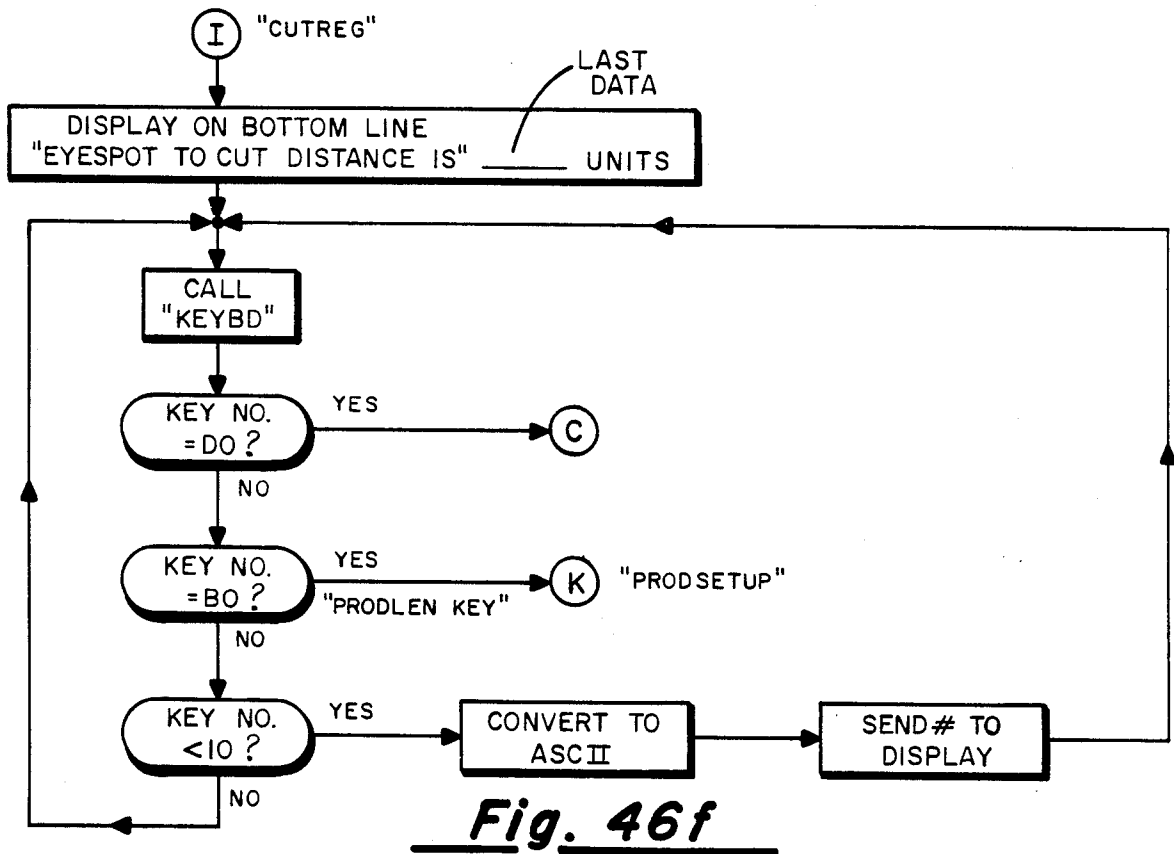 I "CUTREG"
LAST
DATA
DISPLAY ON BOTTOM LINE
"EYESPOT TO CUT DISTANCE IS" ______ UNITS
CALL
"KEYBD"
KEY NO.
=DO?
YES
C
NO
KEY NO.
=BO?
YES
"PRODLEN KEY"
K
"PRODSETUP"
NO
KEY NO.
<10?
YES
CONVERT TO
ASCII
SEND # TO
DISPLAY
NO
Fig. 46f